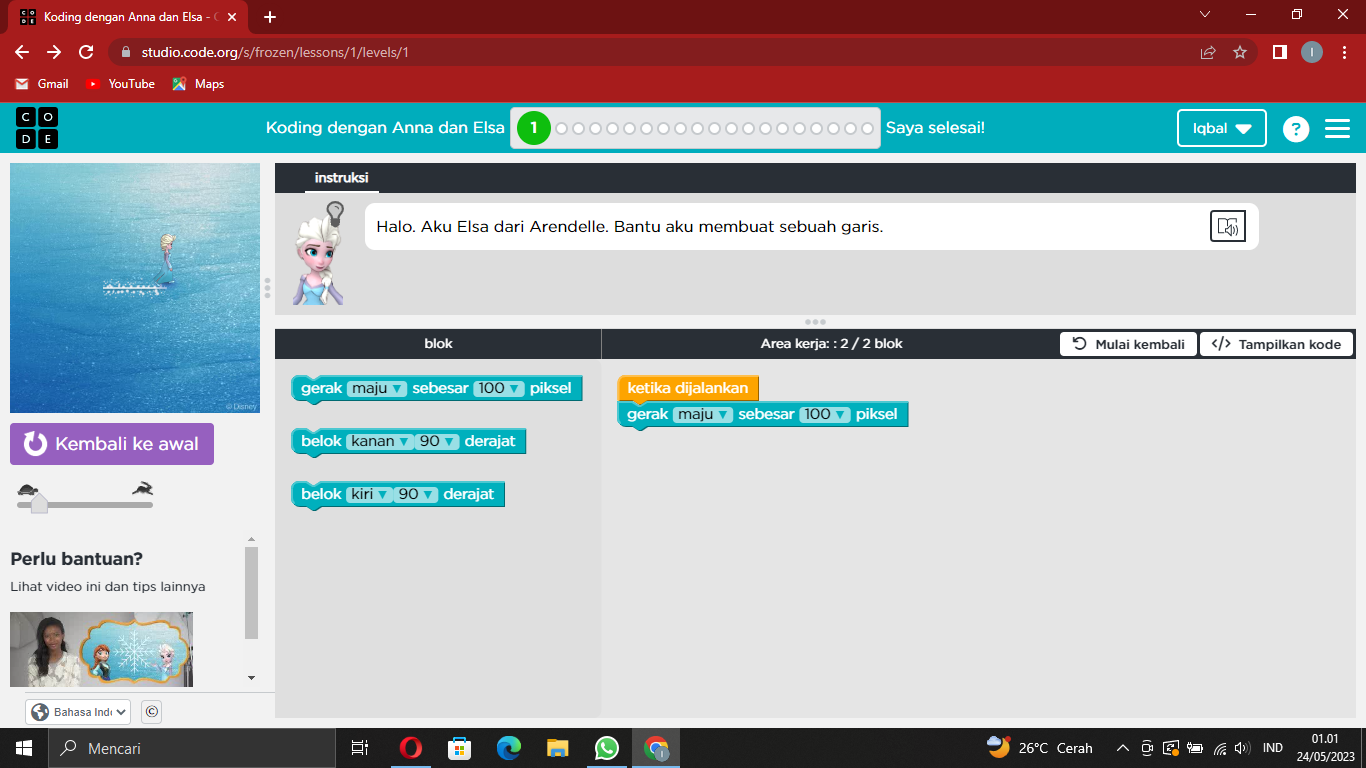 Koding dengan Anna dan Elsa -
studio.code.org/s/frozen/lessons/1/levels/1
I
Gmail
YouTube
Maps
C O
D E
Koding dengan Anna dan Elsa
1
Saya selesai!
Iqbal
?
instruksi
Halo. Aku Elsa dari Arendelle. Bantu aku membuat sebuah garis.
© Disney
blok
Area kerja: : 2 / 2 blok
Mulai kembali
</> Tampilkan kode
gerak maju sebesar 100 piksel
belok kanan 90 derajat
belok kiri 90 derajat
ketika dijalankan
gerak maju sebesar 100 piksel
Kembali ke awal
Perlu bantuan?
Lihat video ini dan tips lainnya
Bahasa Ind
©
Mencari
26°C Cerah
IND
01.01
24/05/2023